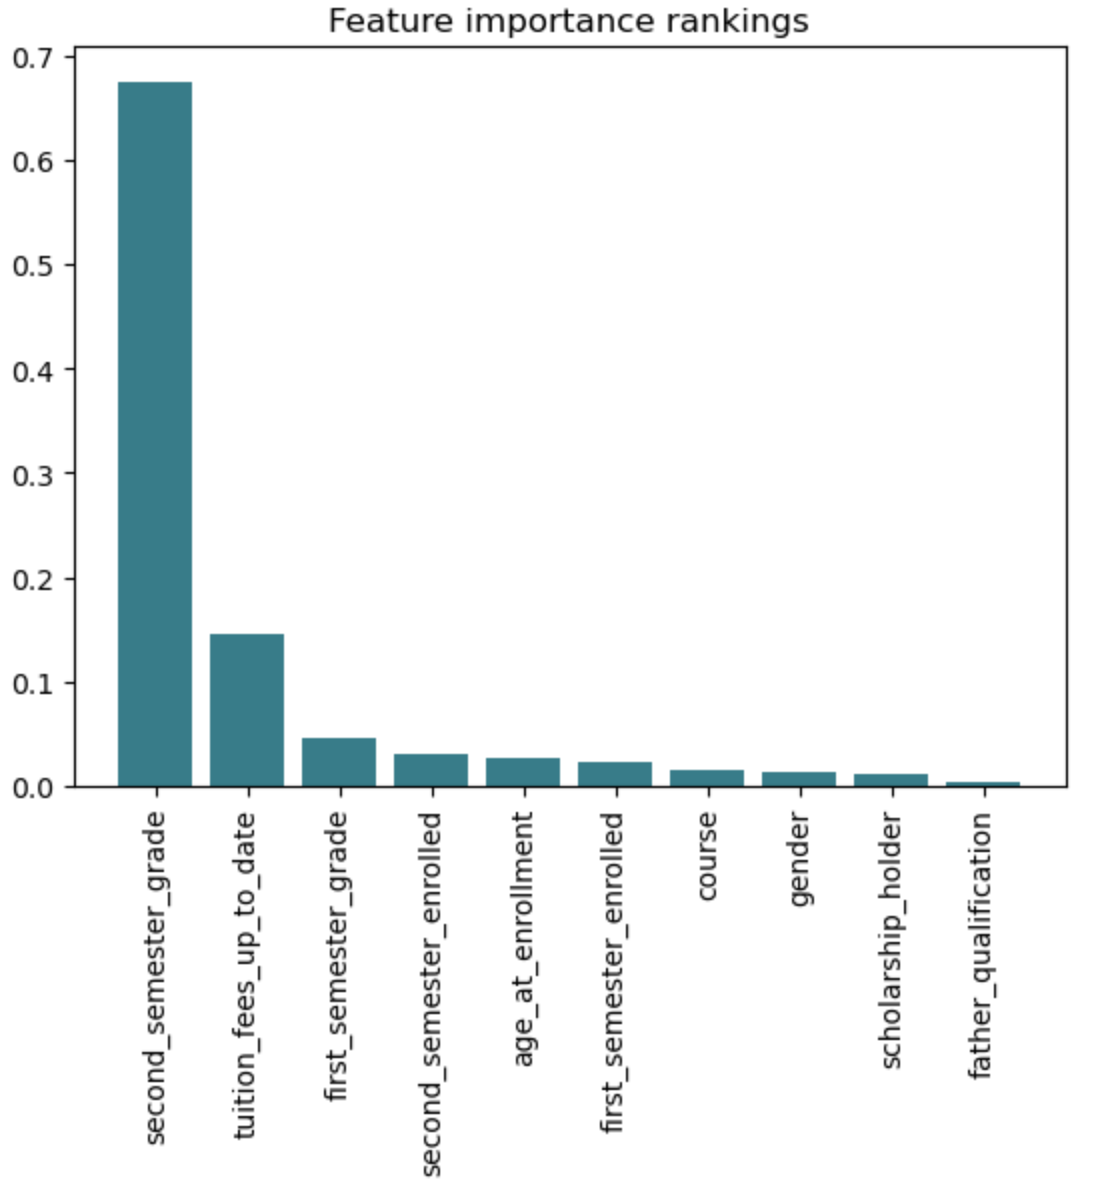 Feature importance rankings
0.7
0.6
0.5
0.4
0.3
0.2
0.1
0.0
second_semester_grade
tuition_fees_up_to_date
first_semester_grade
second_semester_enrolled
age_at_enrollment
first_semester_enrolled
course
gender
scholarship_holder
father_qualification